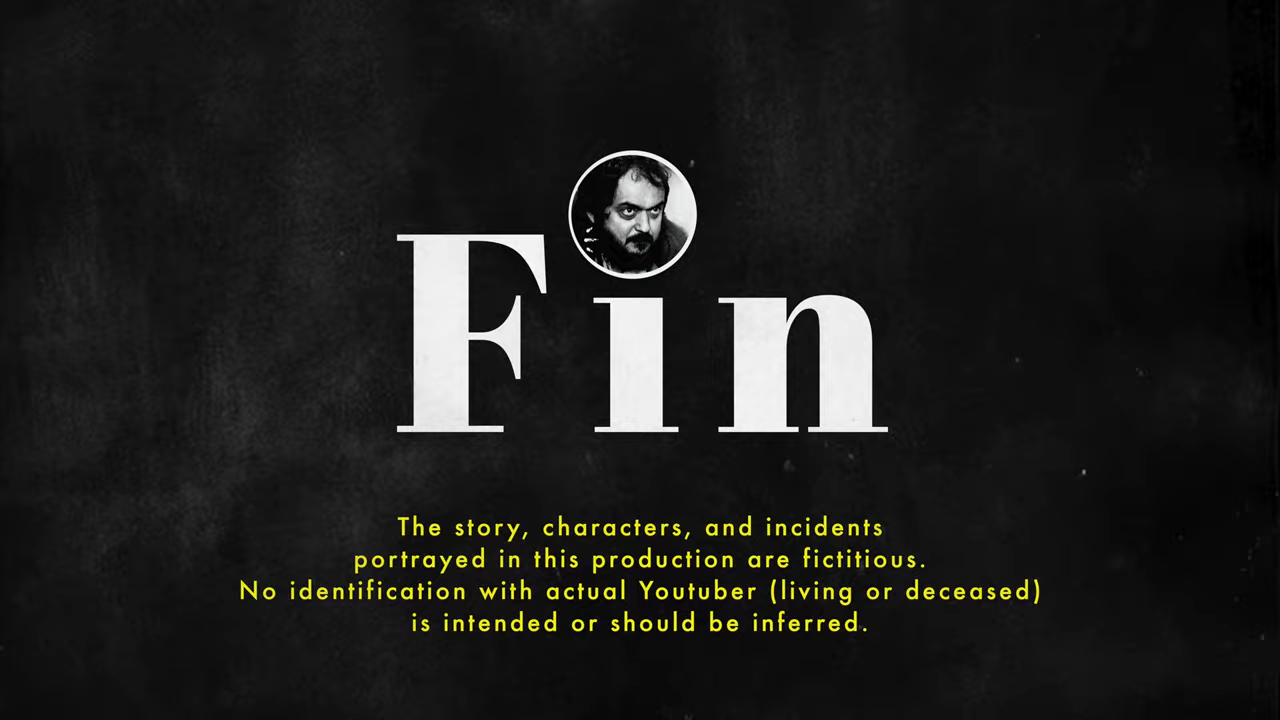 Fin
The story, characters, and incidents
portrayed in this production are fictitious.
No identification with actual Youtuber (living or deceased)
is intended or should be inferred.